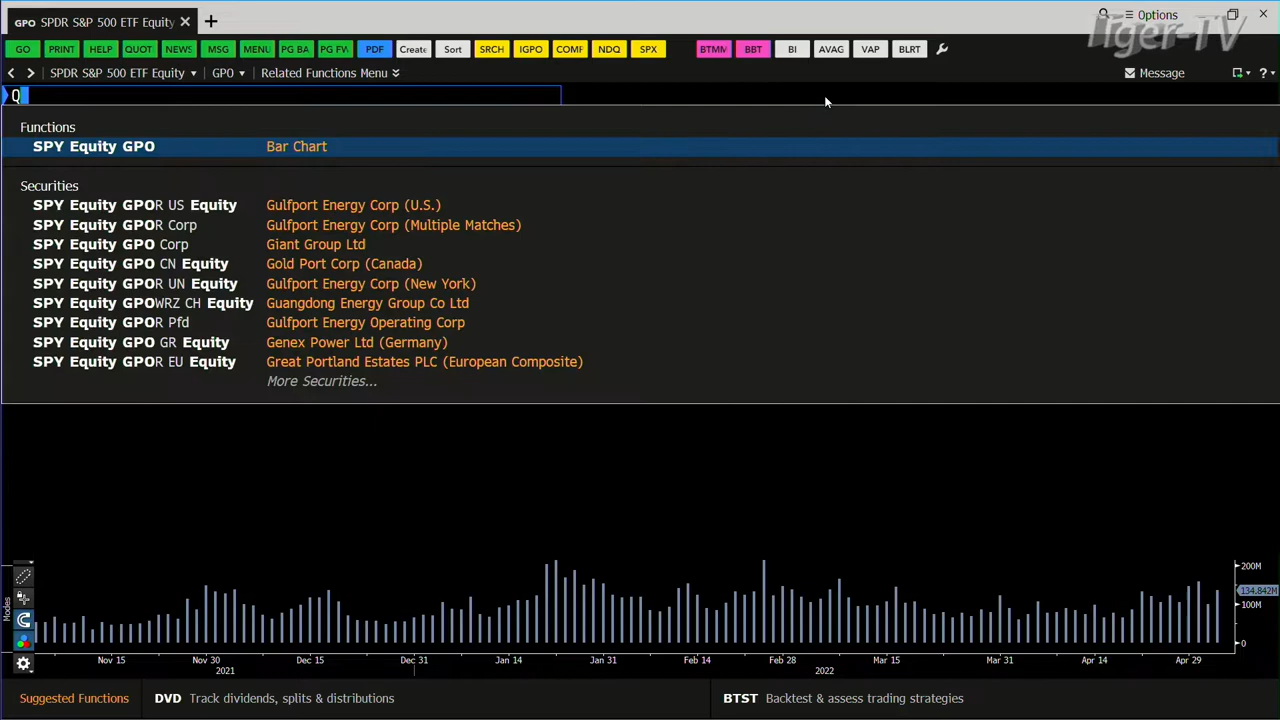 GPO SPDR S&P 500 ETF Equity
Options
Tiger-TV
GO PRINT HELP QUOT NEWS MSG MENU PG BA PG FW PDF Create Sort SRCH IGPO COMF NDQ SPX BTMM BBT BI AVAG VAP BLRT
SPDR S&P 500 ETF Equity GPO Related Functions Menu Message ?
Q
Functions
SPY Equity GPO Bar Chart
Securities
SPY Equity GPOR US Equity Gulfport Energy Corp (U.S.)
SPY Equity GPOR Corp Gulfport Energy Corp (Multiple Matches)
SPY Equity GPO Corp Giant Group Ltd
SPY Equity GPO CN Equity Gold Port Corp (Canada)
SPY Equity GPOR UN Equity Gulfport Energy Corp (New York)
SPY Equity GPOWRZ CH Equity Guangdong Energy Group Co Ltd
SPY Equity GPOR Pfd Gulfport Energy Operating Corp
SPY Equity GPO GR Equity Genex Power Ltd (Germany)
SPY Equity GPOR EU Equity Great Portland Estates PLC (European Composite)
More Securities...
200M
134.842M
100M
0
Modes
Nov 15 Nov 30 Dec 15 Dec 31 Jan 14 Jan 31 Feb 14 Feb 28 Mar 15 Mar 31 Apr 14 Apr 29
2021 2022
Suggested Functions DVD Track dividends, splits & distributions BTST Backtest & assess trading strategies